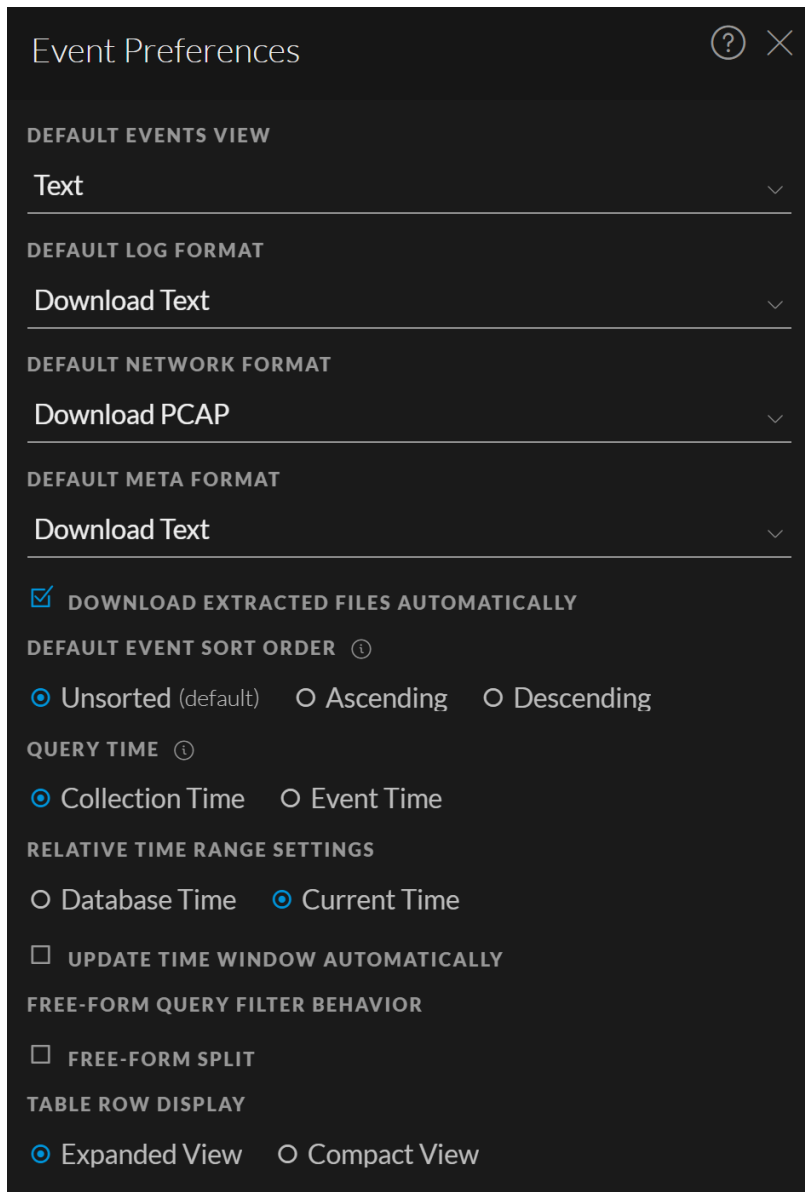 Event Preferences
DEFAULT EVENTS VIEW
Text
DEFAULT LOG FORMAT
Download Text
DEFAULT NETWORK FORMAT
Download PCAP
DEFAULT META FORMAT
Download Text
DOWNLOAD EXTRACTED FILES AUTOMATICALLY
DEFAULT EVENT SORT ORDER
Unsorted (default) Ascending Descending
QUERY TIME
Collection Time Event Time
RELATIVE TIME RANGE SETTINGS
Database Time Current Time
UPDATE TIME WINDOW AUTOMATICALLY
FREE-FORM QUERY FILTER BEHAVIOR
FREE-FORM SPLIT
TABLE ROW DISPLAY
Expanded View Compact View